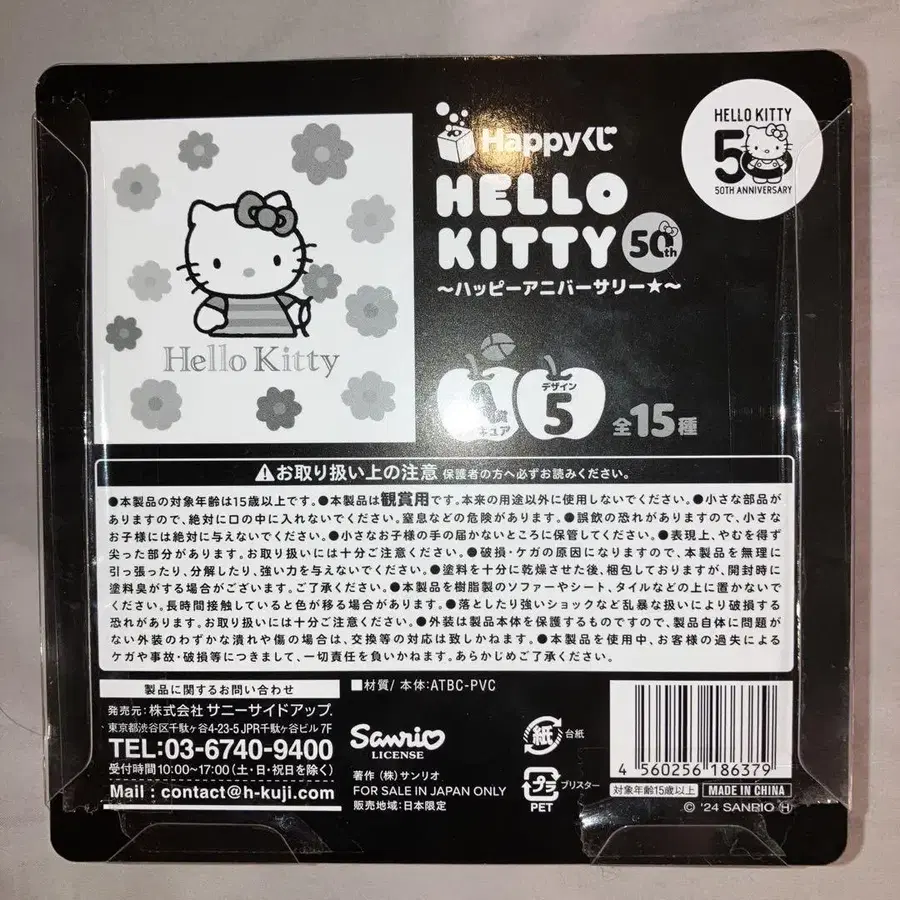 Happyくじ
HELLO
KITTY 50th
～ハッピーアニバーサリー★～
HELLO KITTY
50
50TH ANNIVERSARY
Hello Kitty
デザイン
5
全15種
⚠お取り扱い上の注意 保護者の方へ必ずお読みください。
●本製品の対象年齢は15歳以上です。●本製品は観賞用です。本来の用途以外に使用しないでください。●小さな部品が
ありますので、絶対に口の中に入れないでください。窒息などの危険があります。●誤飲の恐れがありますので、小さな
お子様には絶対に与えないでください。●小さなお子様の手の届かないところに保管してください。●表現上、やむを得ず
尖った部分があります。お取り扱いには十分ご注意ください。●破損・ケガの原因になりますので、本製品を無理に
引っ張ったり、分解したり、強い力を与えないでください。●塗料を十分に乾燥させた後、梱包しておりますが、開封時に
塗料臭がする場合がございます。ご了承ください。●本製品を樹脂製のソファーやシート、タイルなどの上に置かないで
ください。長時間接触していると色が移る場合があります。●落としたり強いショックなど乱暴な扱いにより破損する
恐れがあります。お取り扱いには十分ご注意ください。●外装は製品本体を保護するものですので、製品自体に問題が
ない外装のわずかな潰れや傷の場合は、交換等の対応は致しかねます。●本製品を使用中、お客様の過失による
ケガや事故・破損等につきまして、一切責任を負いかねます。あらかじめご了承ください。
製品に関するお問い合わせ
発売元:株式会社 サニーサイドアップ
東京都渋谷区千駄ヶ谷4-23-5 JPR千駄ヶ谷ビル 7F
TEL:03-6740-9400
受付時間 10:00〜17:00(土・日・祝日を除く)
Mail : contact@h-kuji.com
■材質/本体:ATBC-PVC
Sanrio
LICENSE
著作 (株)サンリオ
FOR SALE IN JAPAN ONLY
販売地域:日本限定
紙 台紙
プラ ブリスター
PET
4 560256 186379
対象年齢15歳以上 MADE IN CHINA
© '24 SANRIO Ⓗ